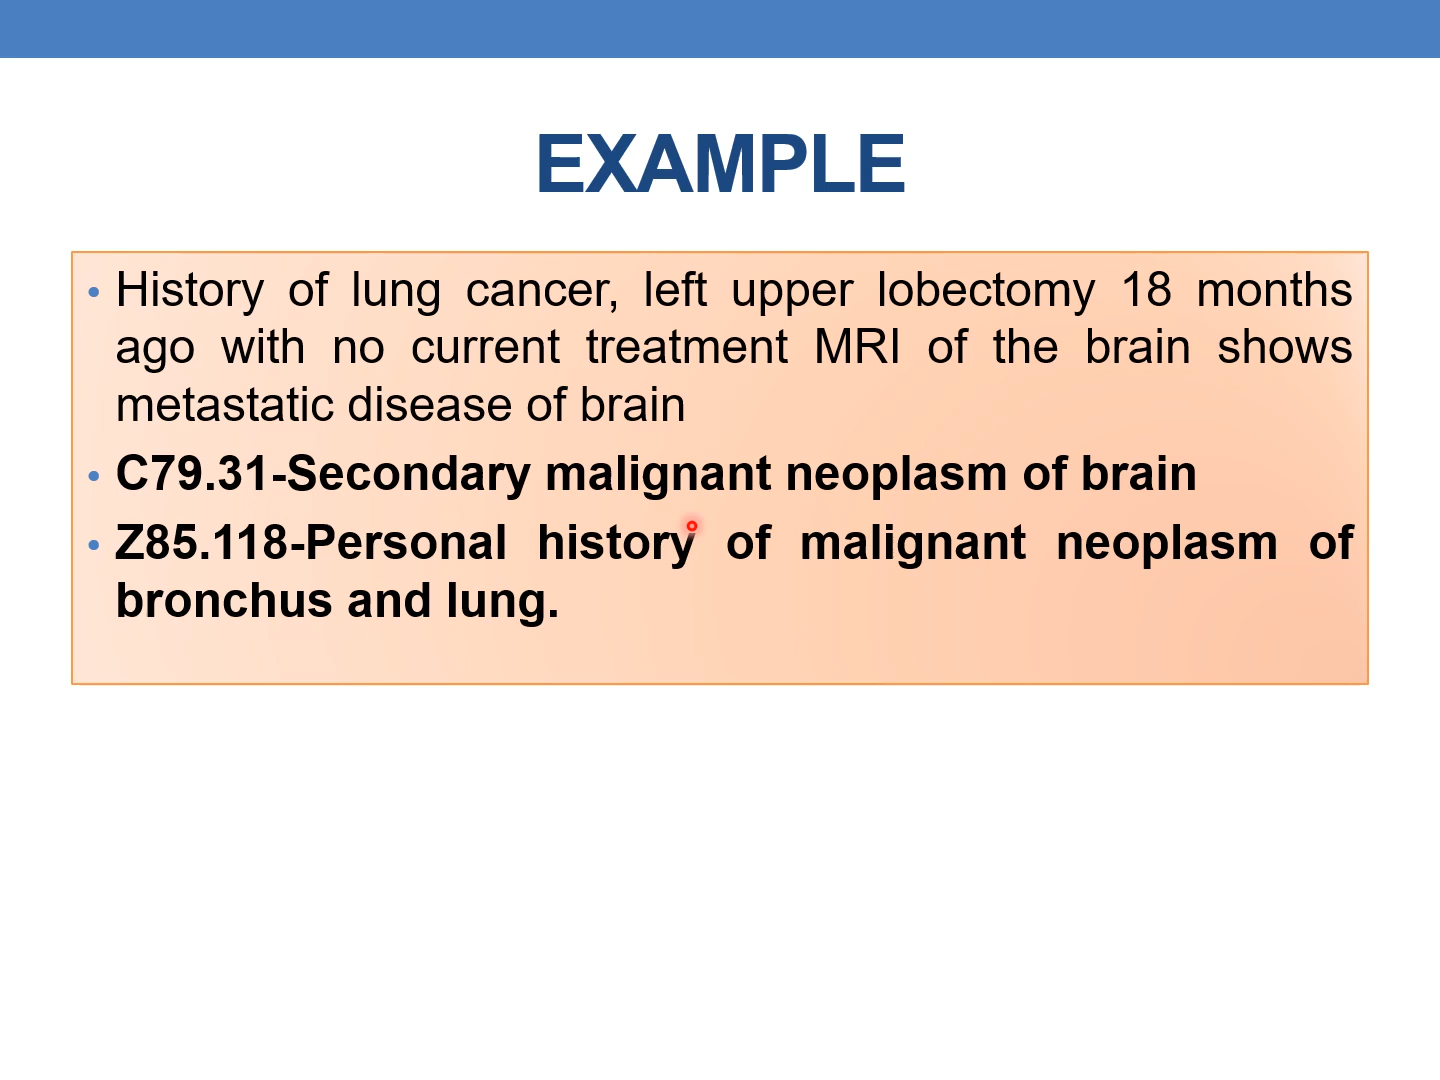 EXAMPLE
• History of lung cancer, left upper lobectomy 18 months
ago with no current treatment MRI of the brain shows
metastatic disease of brain
• C79.31-Secondary malignant neoplasm of brain
• Z85.118-Personal history of malignant neoplasm of
bronchus and lung.